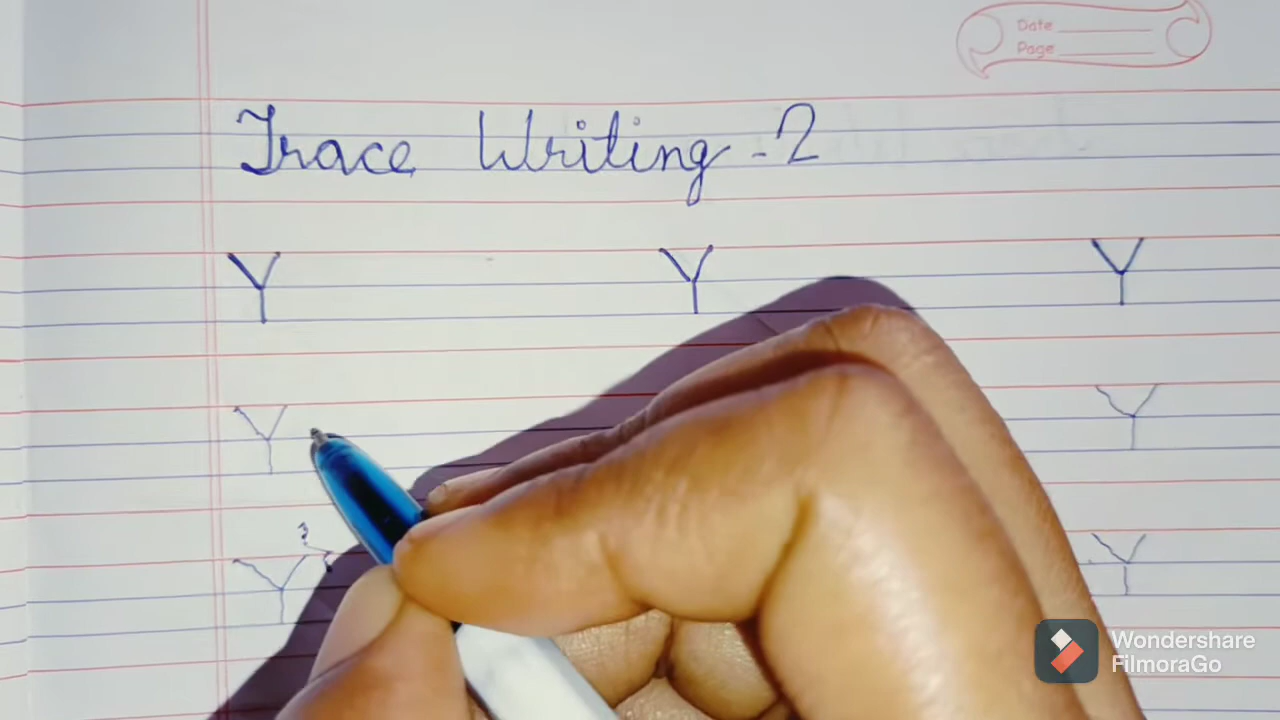 Date
Page
Trace Writing - 2
Y Y Y
Y Y
Y Y
Wondershare
FilmoraGo